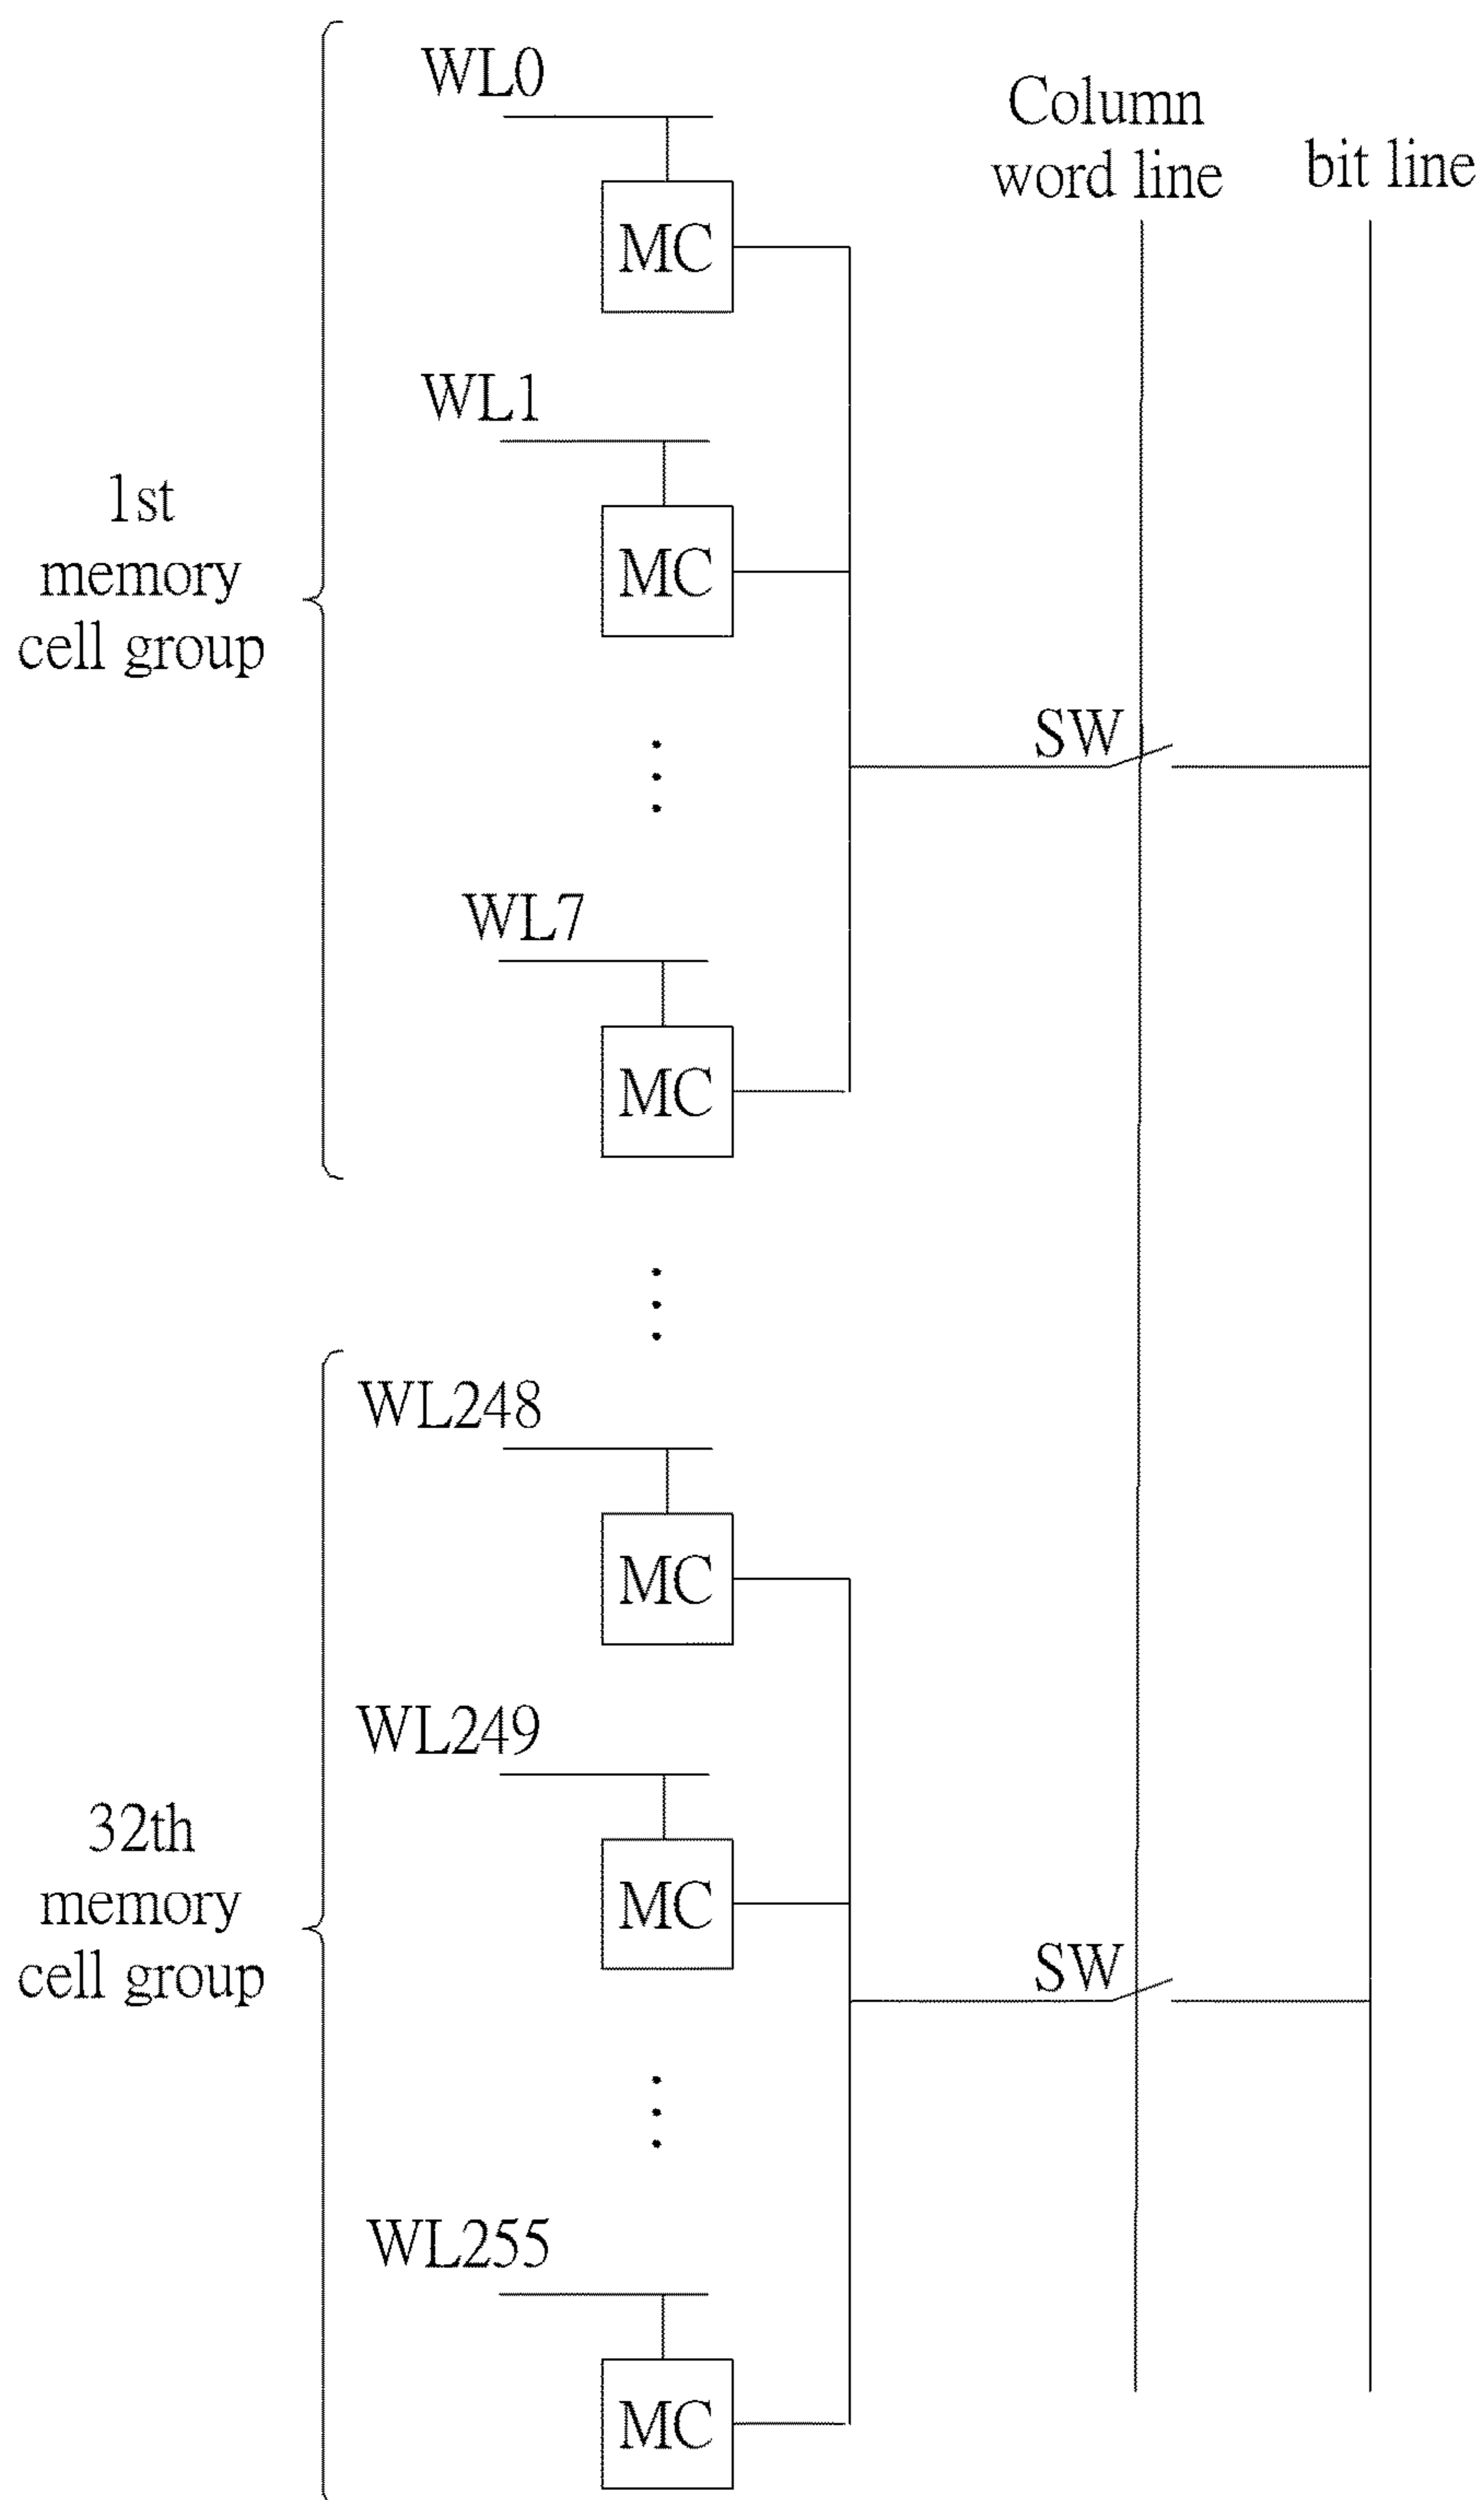 WL0
Column
word line
bit line
MC
WL1
1st
memory
cell group
MC
SW
WL7
MC
WL248
MC
WL249
32th
memory
cell group
MC
SW
WL255
MC